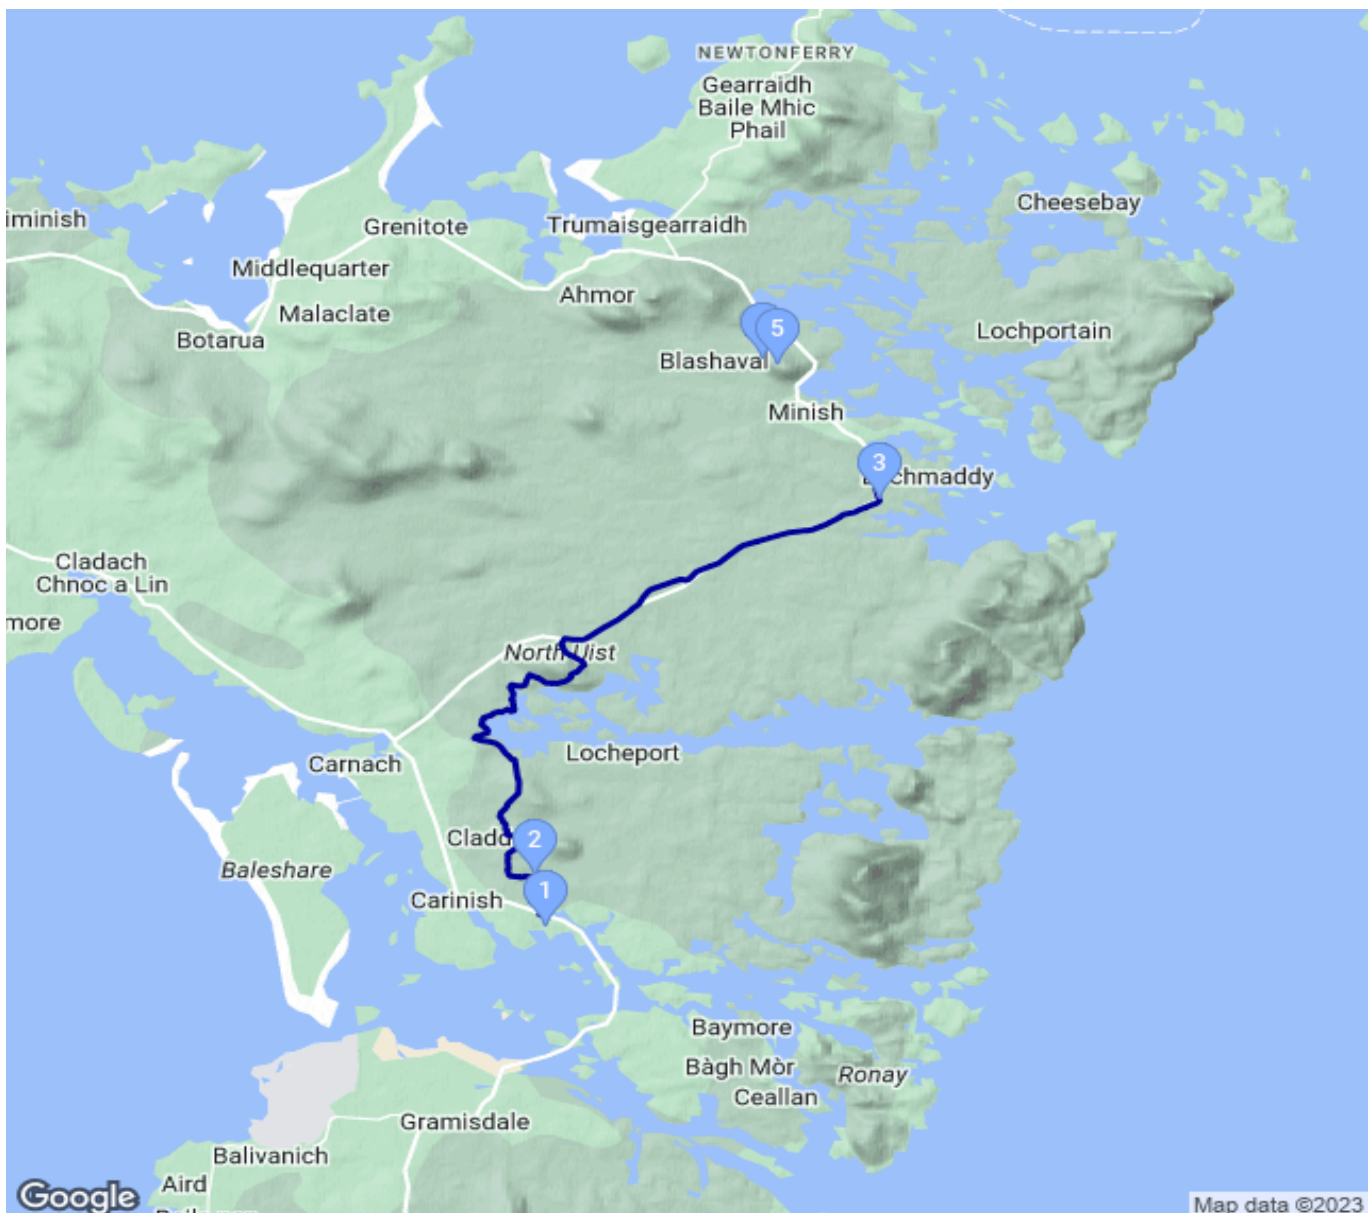 NEWTONFERRY
Gearraidh
Baile Mhic
Phail
Cheesebay
iminish
Grenitote
Trumaisgearraidh
Middlequarter
Ahmor
Malaclate
5
Lochportain
Botarua
Blashaval
Minish
3
chmaddy
Cladach
Chnoc a Lin
more
North Uist
Locheport
Carnach
Cladd
2
Baleshare
1
Carinish
Baymore
Bàgh Mòr
Ronay
Ceallan
Gramisdale
Balivanich
Aird
Google
Map data ©2023